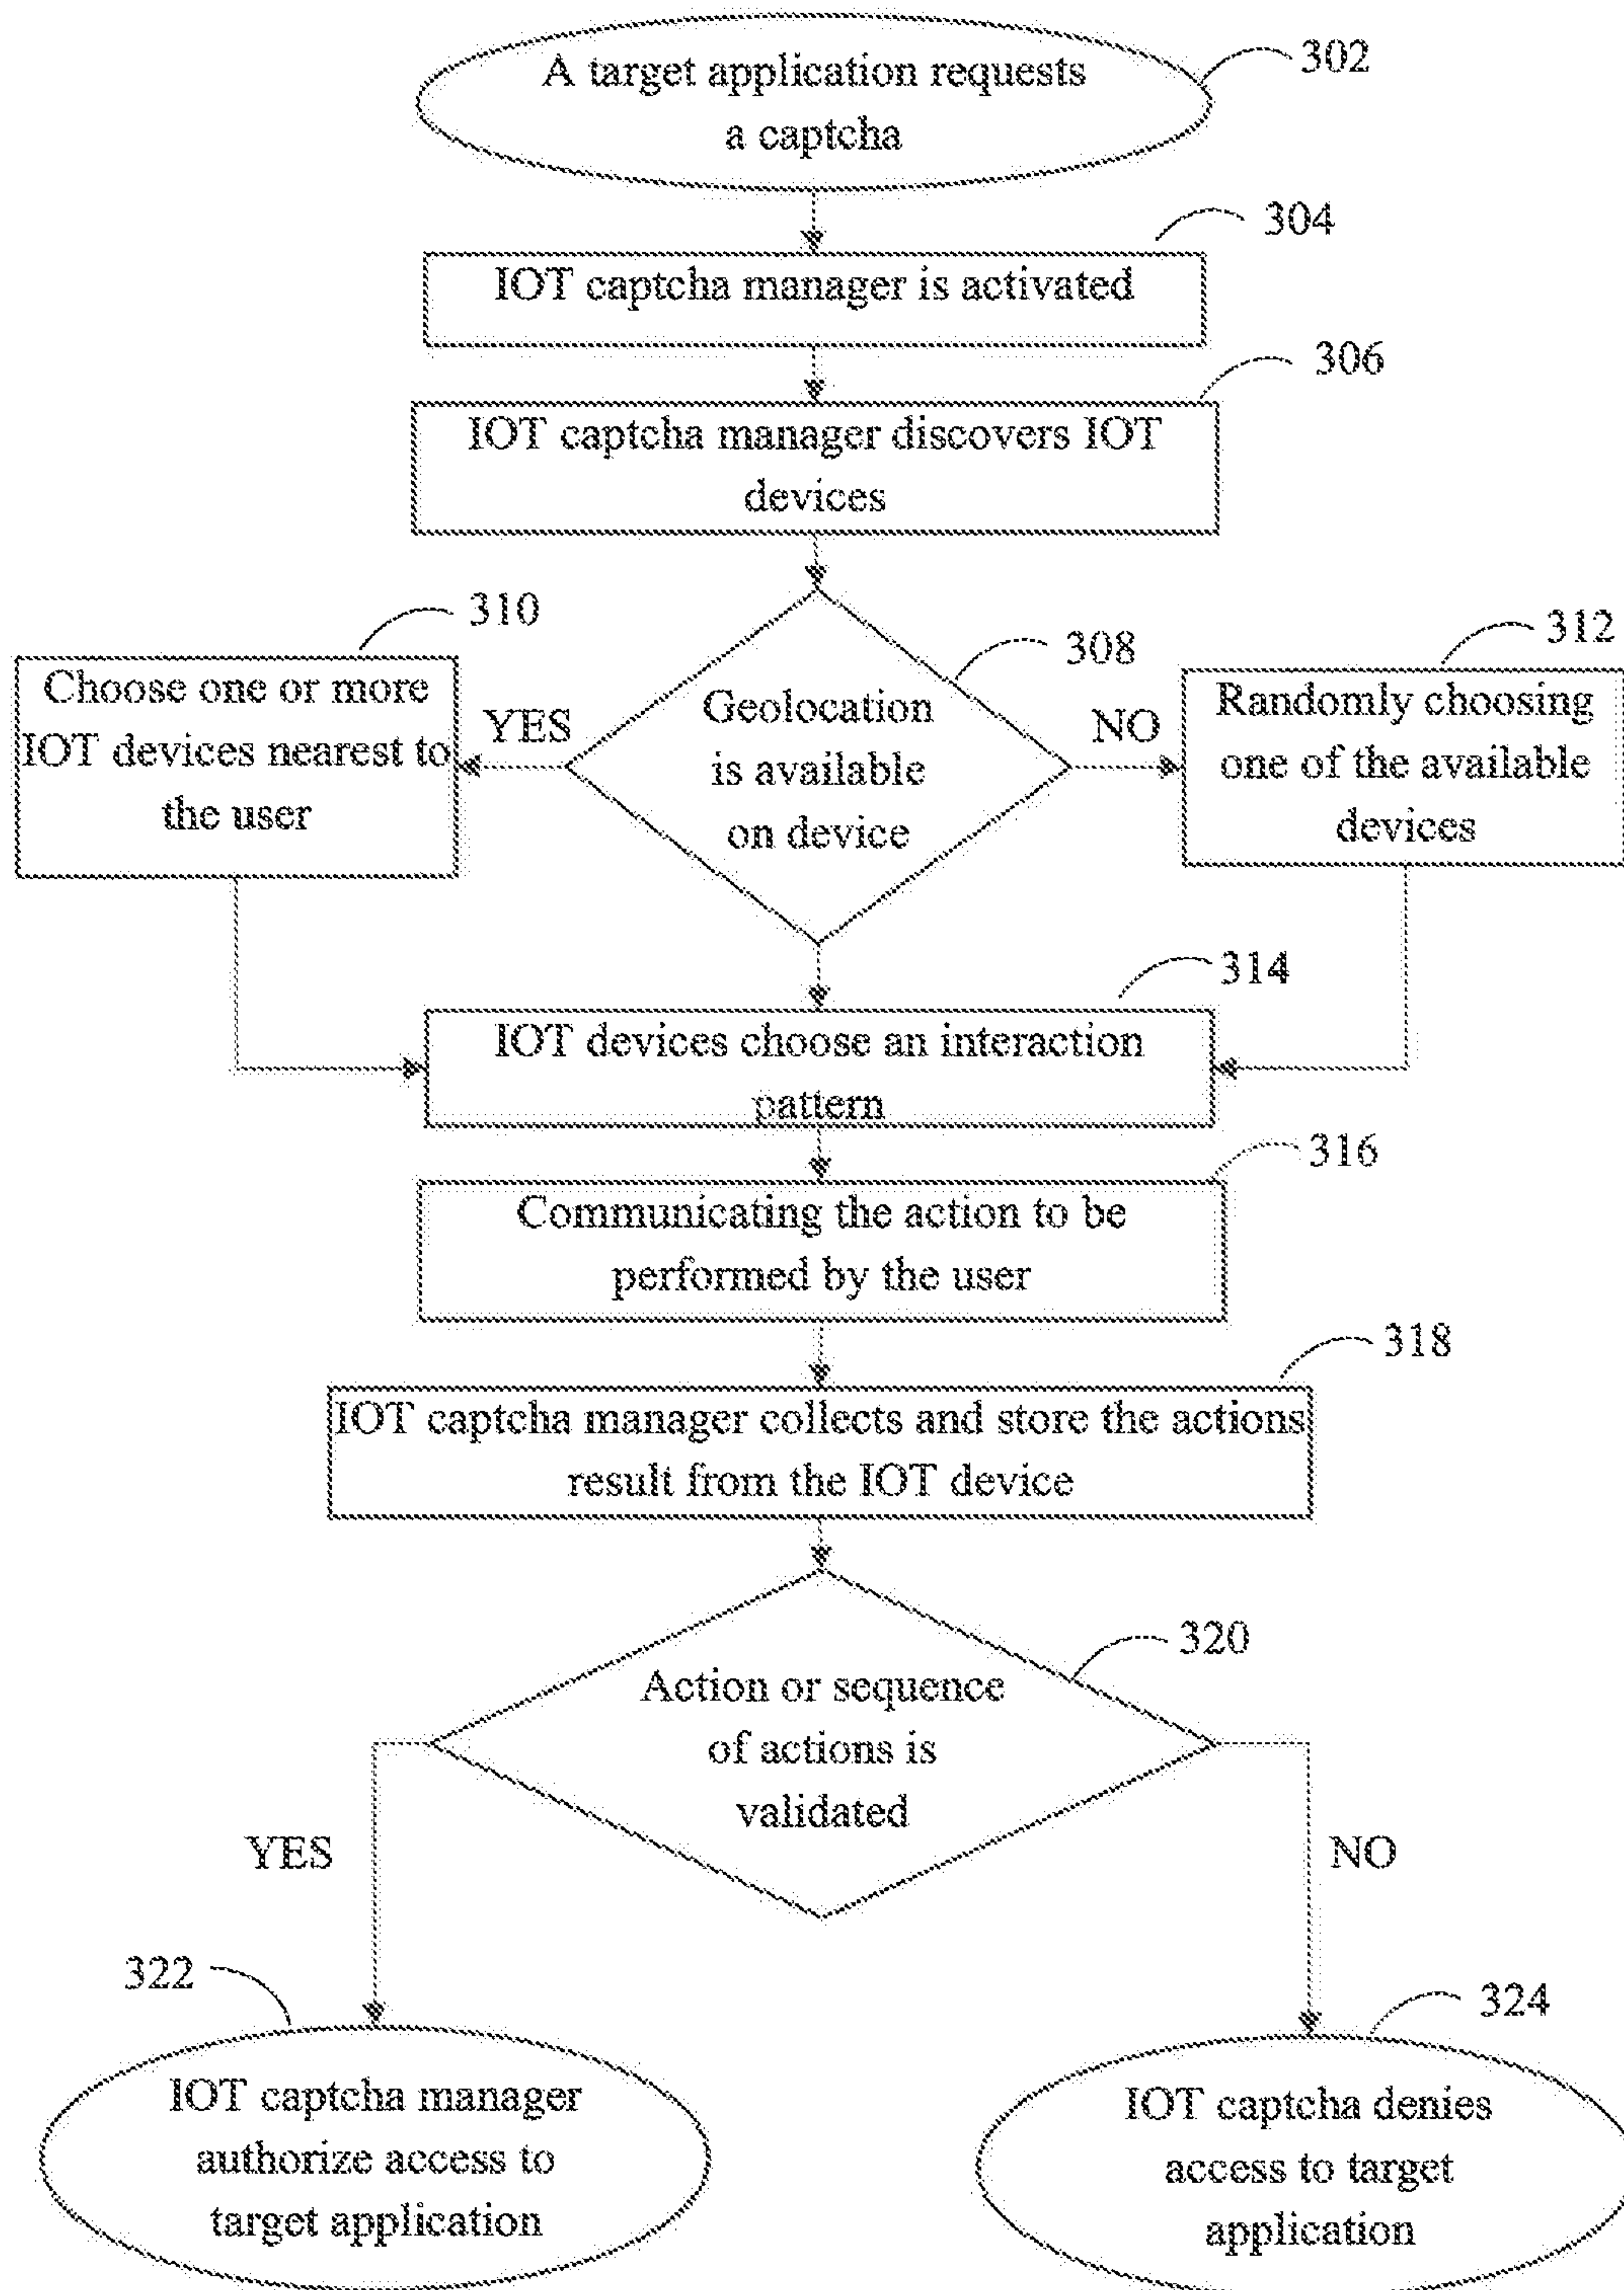 A target application requests
a captcha
302
304
IOT captcha manager is activated
306
IOT captcha manager discovers IOT
devices
310
Choose one or more
IOT devices nearest to
the user
YES
308
Geolocation
is available
on device
NO
312
Randomly choosing
one of the available
devices
314
IOT devices choose an interaction
pattern
316
Communicating the action to be
performed by the user
318
IOT captcha manager collects and store the actions
result from the IOT device
320
Action or sequence
of actions is
validated
YES
NO
322
IOT captcha manager
authorize access to
target application
324
IOT captcha denies
access to target
application